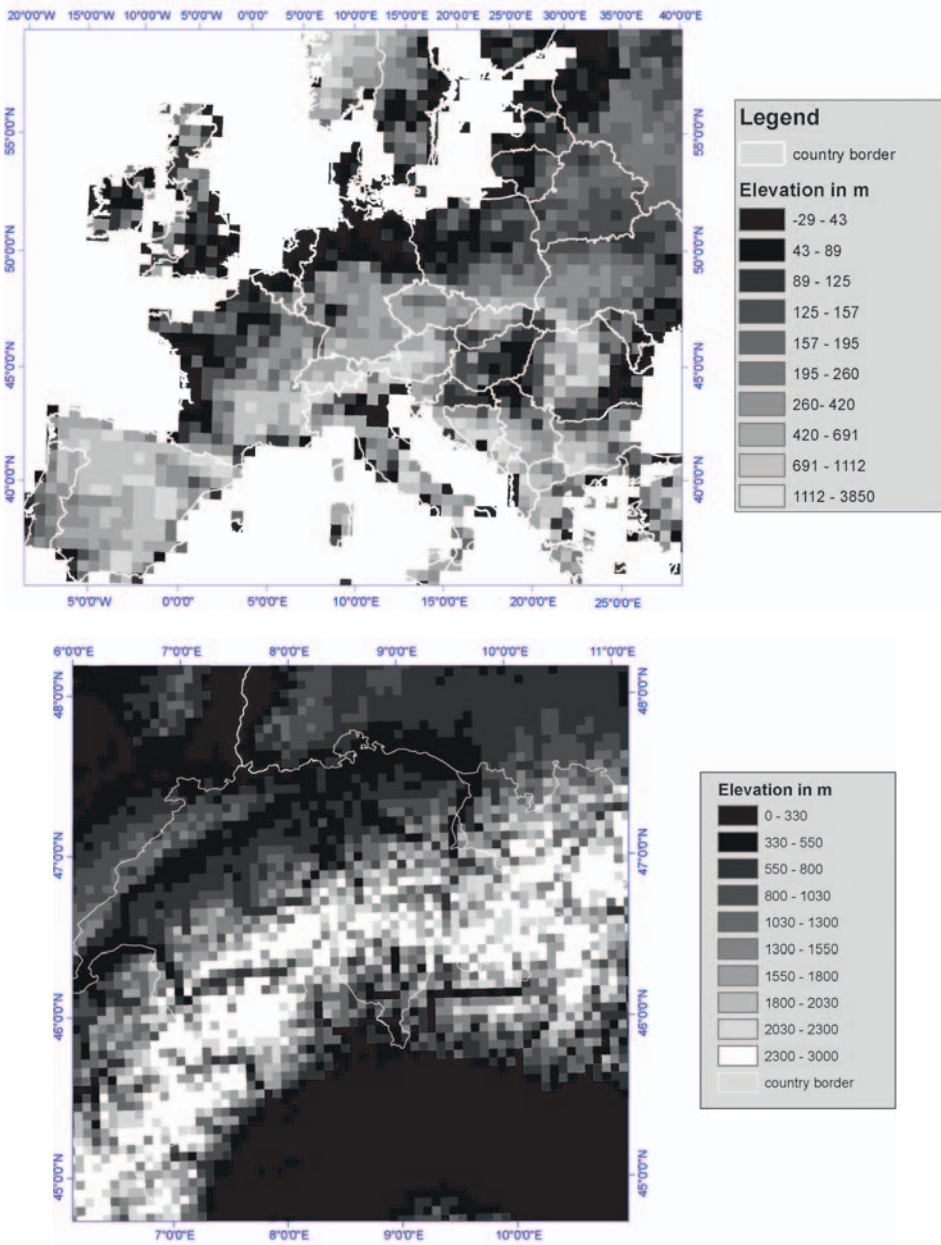 20°0'0"W 15°0'0"W 10°0'0"W 5°0'0"W 0°0'0" 5°0'0"E 10°0'0"E 15°0'0"E 20°0'0"E 25°0'0"E 30°0'0"E 35°0'0"E 40°0'0"E
55°0'0"N
50°0'0"N
45°0'0"N
40°0'0"N
55°0'0"N
50°0'0"N
45°0'0"N
40°0'0"N
5°0'0"W 0°0'0" 5°0'0"E 10°0'0"E 15°0'0"E 20°0'0"E 25°0'0"E
Legend
country border
Elevation in m
-29 - 43
43 - 89
89 - 125
125 - 157
157 - 195
195 - 260
260- 420
420 - 691
691 - 1112
1112 - 3850
6°0'0"E 7°0'0"E 8°0'0"E 9°0'0"E 10°0'0"E 11°0'0"E
48°0'0"N
47°0'0"N
46°0'0"N
45°0'0"N
48°0'0"N
47°0'0"N
46°0'0"N
45°0'0"N
7°0'0"E 8°0'0"E 9°0'0"E 10°0'0"E
Elevation in m
0 - 330
330 - 550
550 - 800
800 - 1030
1030 - 1300
1300 - 1550
1550 - 1800
1800 - 2030
2030 - 2300
2300 - 3000
country border